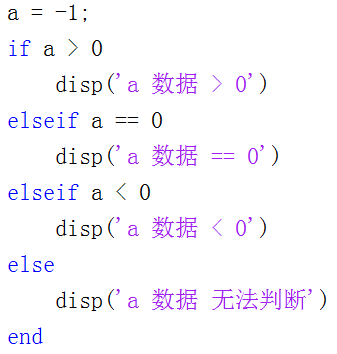 a = -1;
if a > 0
    disp('a 数据 > 0')
elseif a == 0
    disp('a 数据 == 0')
elseif a < 0
    disp('a 数据 < 0')
else
    disp('a 数据 无法判断')
end